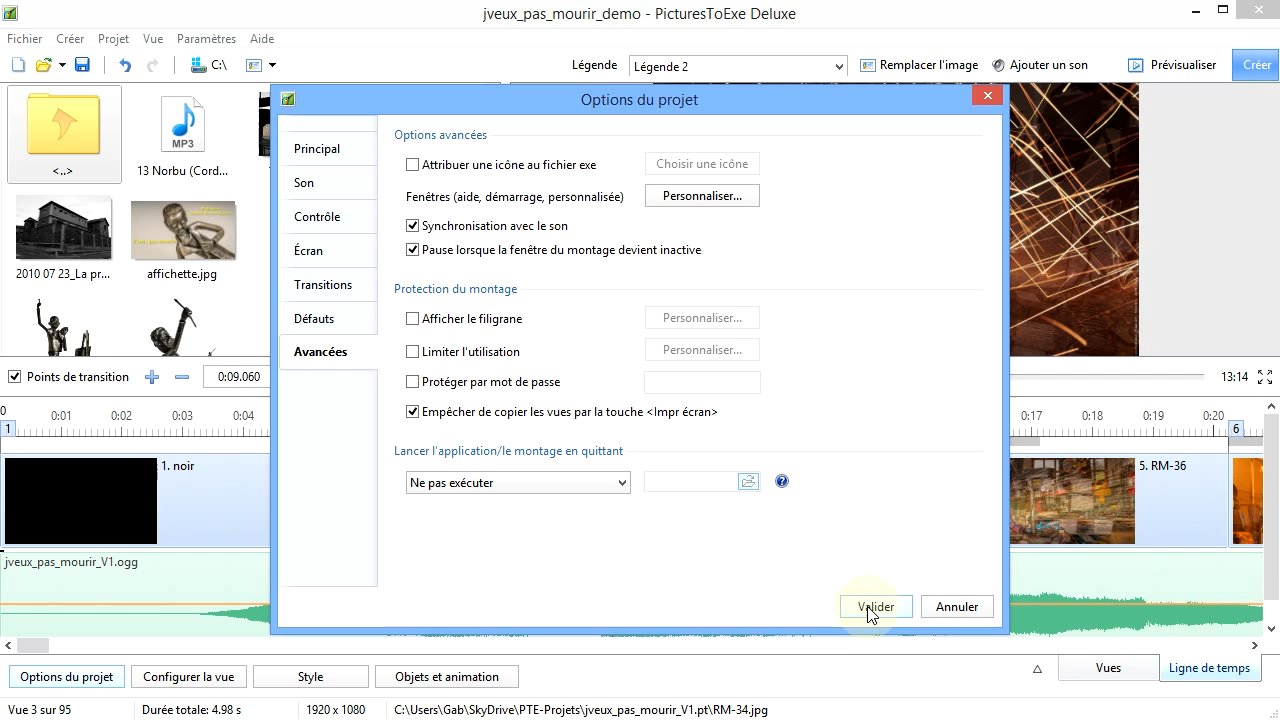 jveux_pas_mourir_demo - PicturesToExe Deluxe
Fichier Créer Projet Vue Paramètres Aide
C:\ Légende Légende 2 Remplacer l'image Ajouter un son Prévisualiser Créer
Options du projet
<..>
MP3
13 Norbu (Cord...
2010 07 23_La pr...
affichette.jpg
Principal
Son
Contrôle
Écran
Transitions
Défauts
Avancées
Options avancées
Attribuer une icône au fichier exe Choisir une icône
Fenêtres (aide, démarrage, personnalisée) Personnaliser...
Synchronisation avec le son
Pause lorsque la fenêtre du montage devient inactive
Protection du montage
Afficher le filigrane Personnaliser...
Limiter l'utilisation Personnaliser...
Protéger par mot de passe
Empêcher de copier les vues par la touche <Impr écran>
Lancer l'application/le montage en quittant
Ne pas exécuter
Valider Annuler
Points de transition 0:09.060 13:14
0 0:01 0:02 0:03 0:04 0:17 0:18 0:19 0:20
1 6
1. noir 5. RM-36
jveux_pas_mourir_V1.ogg
Options du projet Configurer la vue Style Objets et animation Vues Ligne de temps
Vue 3 sur 95 Durée totale: 4.98 s 1920 x 1080 C:\Users\Gab\SkyDrive\PTE-Projets\jveux_pas_mourir_V1.pt\RM-34.jpg